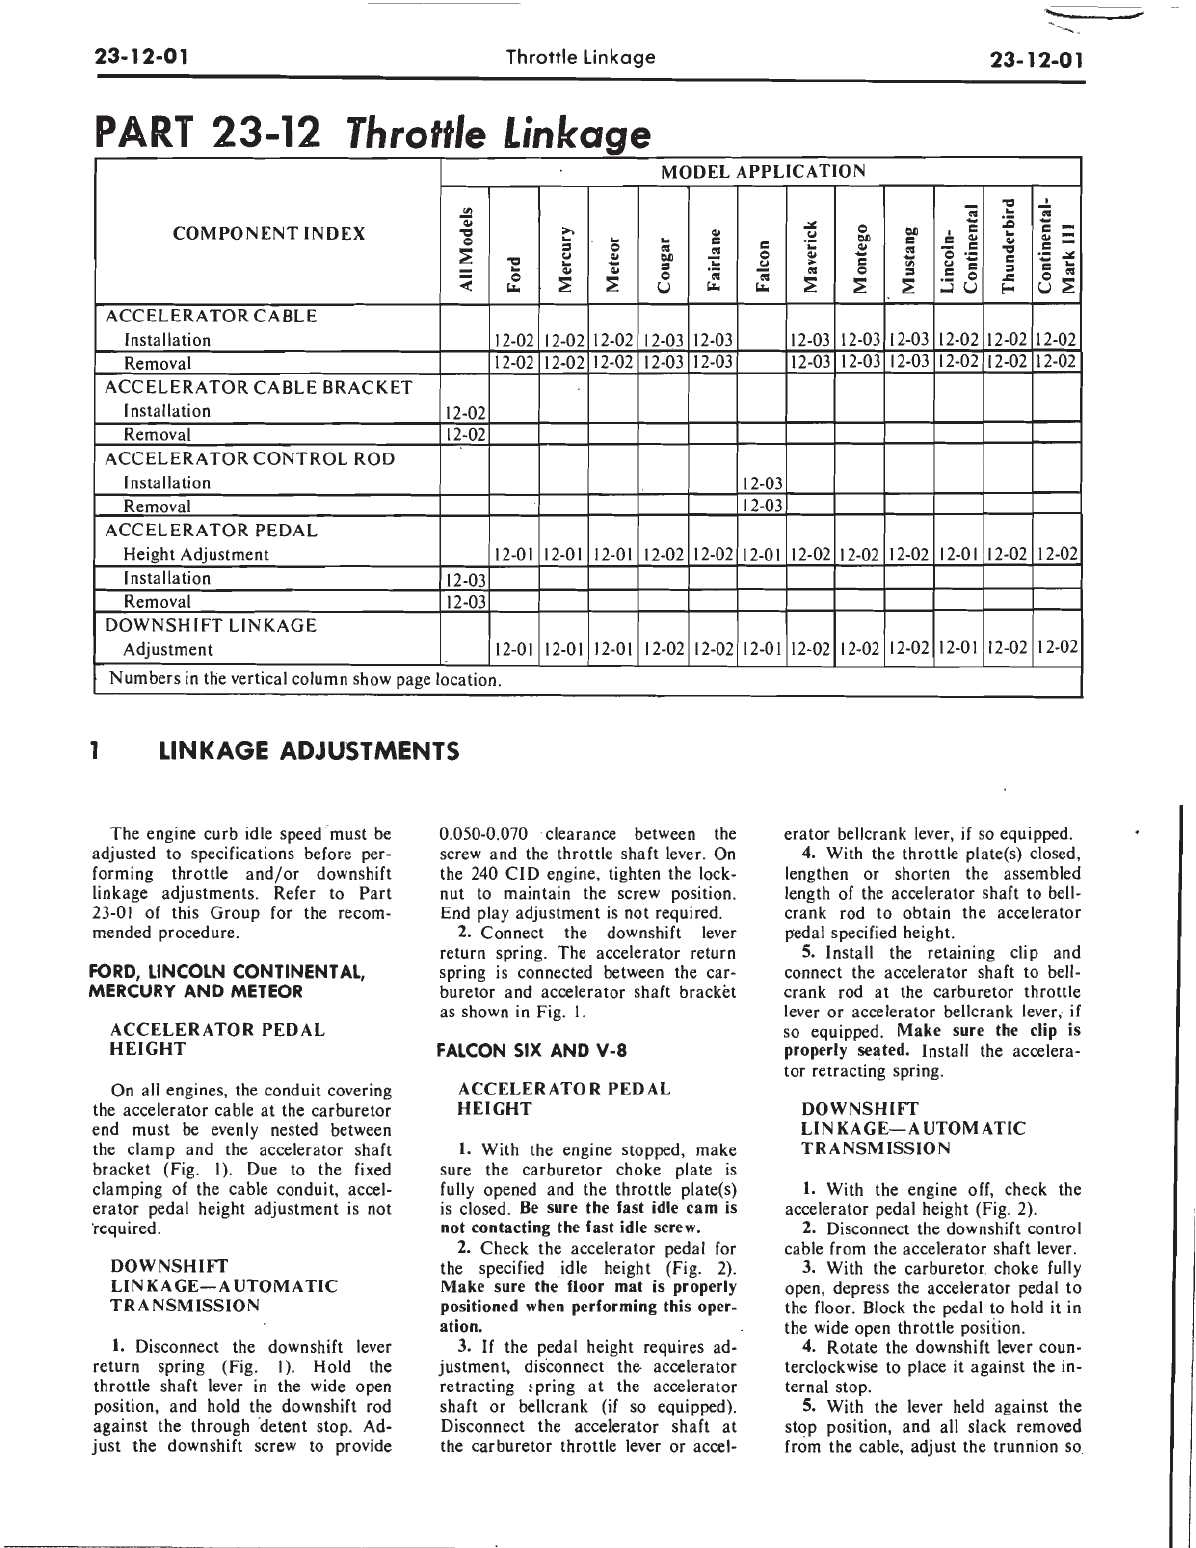 23-12-01 Throttle Linkage 23-12-01
PART 23-12 Throttle Linkage
COMPONENT INDEX
MODEL APPLICATION
All Models
Ford
Mercury
Meteor
Cougar
Fairlane
Falcon
Maverick
Montego
Mustang
Lincoln-
Continental
Thunderbird
Continental-
Mark III
ACCELERATOR CABLE
Installation 12-02 12-02 12-02 12-03 12-03 12-03 12-03 12-03 12-02 12-02 12-02
Removal 12-02 12-02 12-02 12-03 12-03 12-03 12-03 12-03 12-02 12-02 12-02
ACCELERATOR CABLE BRACKET
Installation 12-02
Removal 12-02
ACCELERATOR CONTROL ROD
Installation 12-03
Removal 12-03
ACCELERATOR PEDAL
Height Adjustment 12-01 12-01 12-01 12-02 12-02 12-01 12-02 12-02 12-02 12-01 12-02 12-02
Installation 12-03
Removal 12-03
DOWNSHIFT LINKAGE
Adjustment 12-01 12-01 12-01 12-02 12-02 12-01 12-02 12-02 12-02 12-01 12-02 12-02
Numbers in the vertical column show page location.
1 LINKAGE ADJUSTMENTS
The engine curb idle speed must be
adjusted to specifications before per-
forming throttle and/or downshift
linkage adjustments. Refer to Part
23-01 of this Group for the recom-
mended procedure.
FORD, LINCOLN CONTINENTAL,
MERCURY AND METEOR
ACCELERATOR PEDAL
HEIGHT
On all engines, the conduit covering
the accelerator cable at the carburetor
end must be evenly nested between
the clamp and the accelerator shaft
bracket (Fig. 1). Due to the fixed
clamping of the cable conduit, accel-
erator pedal height adjustment is not
required.
DOWNSHIFT
LINKAGE—AUTOMATIC
TRANSMISSION
1. Disconnect the downshift lever
return spring (Fig. 1). Hold the
throttle shaft lever in the wide open
position, and hold the downshift rod
against the through detent stop. Ad-
just the downshift screw to provide
0.050-0.070 clearance between the
screw and the throttle shaft lever. On
the 240 CID engine, tighten the lock-
nut to maintain the screw position.
End play adjustment is not required.
2. Connect the downshift lever
return spring. The accelerator return
spring is connected between the car-
buretor and accelerator shaft bracket
as shown in Fig. 1.
FALCON SIX AND V-8
ACCELERATOR PEDAL
HEIGHT
1. With the engine stopped, make
sure the carburetor choke plate is
fully opened and the throttle plate(s)
is closed. Be sure the fast idle cam is
not contacting the fast idle screw.
2. Check the accelerator pedal for
the specified idle height (Fig. 2).
Make sure the floor mat is properly
positioned when performing this oper-
ation.
3. If the pedal height requires ad-
justment, disconnect the accelerator
retracting spring at the accelerator
shaft or bellcrank (if so equipped).
Disconnect the accelerator shaft at
the carburetor throttle lever or accel-
erator bellcrank lever, if so equipped.
4. With the throttle plate(s) closed,
lengthen or shorten the assembled
length of the accelerator shaft to bell-
crank rod to obtain the accelerator
pedal specified height.
5. Install the retaining clip and
connect the accelerator shaft to bell-
crank rod at the carburetor throttle
lever or accelerator bellcrank lever, if
so equipped. Make sure the clip is
properly seated. Install the accelera-
tor retracting spring.
DOWNSHIFT
LINKAGE—AUTOMATIC
TRANSMISSION
1. With the engine off, check the
accelerator pedal height (Fig. 2).
2. Disconnect the downshift control
cable from the accelerator shaft lever.
3. With the carburetor choke fully
open, depress the accelerator pedal to
the floor. Block the pedal to hold it in
the wide open throttle position.
4. Rotate the downshift lever coun-
terclockwise to place it against the in-
ternal stop.
5. With the lever held against the
stop position, and all slack removed
from the cable, adjust the trunnion so